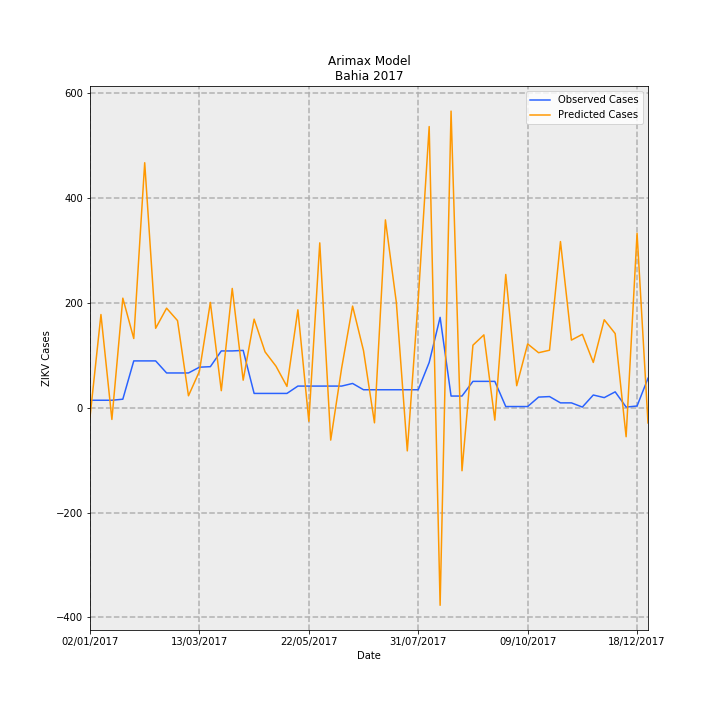 Arimax Model
Bahia 2017
Observed Cases
Predicted Cases
ZIKV Cases
600
400
200
0
−200
−400
02/01/2017 13/03/2017 22/05/2017 31/07/2017 09/10/2017 18/12/2017
Date